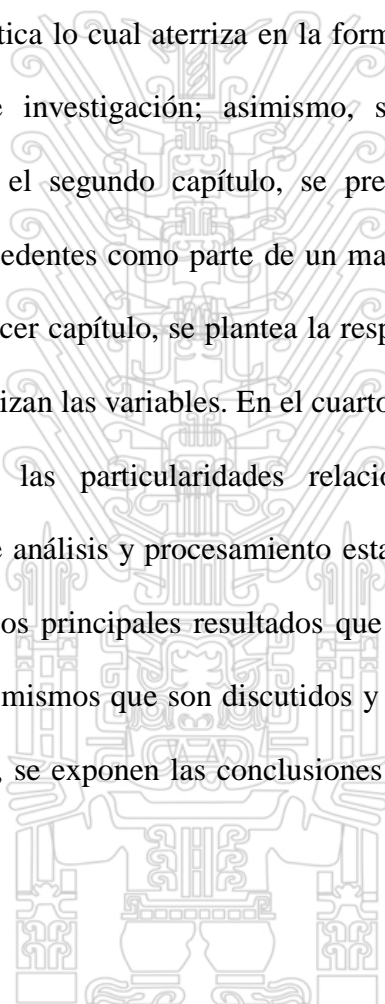 tica lo cual aterriza en la form
e investigación; asimismo, s
el segundo capítulo, se pre
edentes como parte de un ma
cer capítulo, se plantea la resp
izan las variables. En el cuarto
las particularidades relacio
e análisis y procesamiento esta
os principales resultados que
mismos que son discutidos y
, se exponen las conclusiones